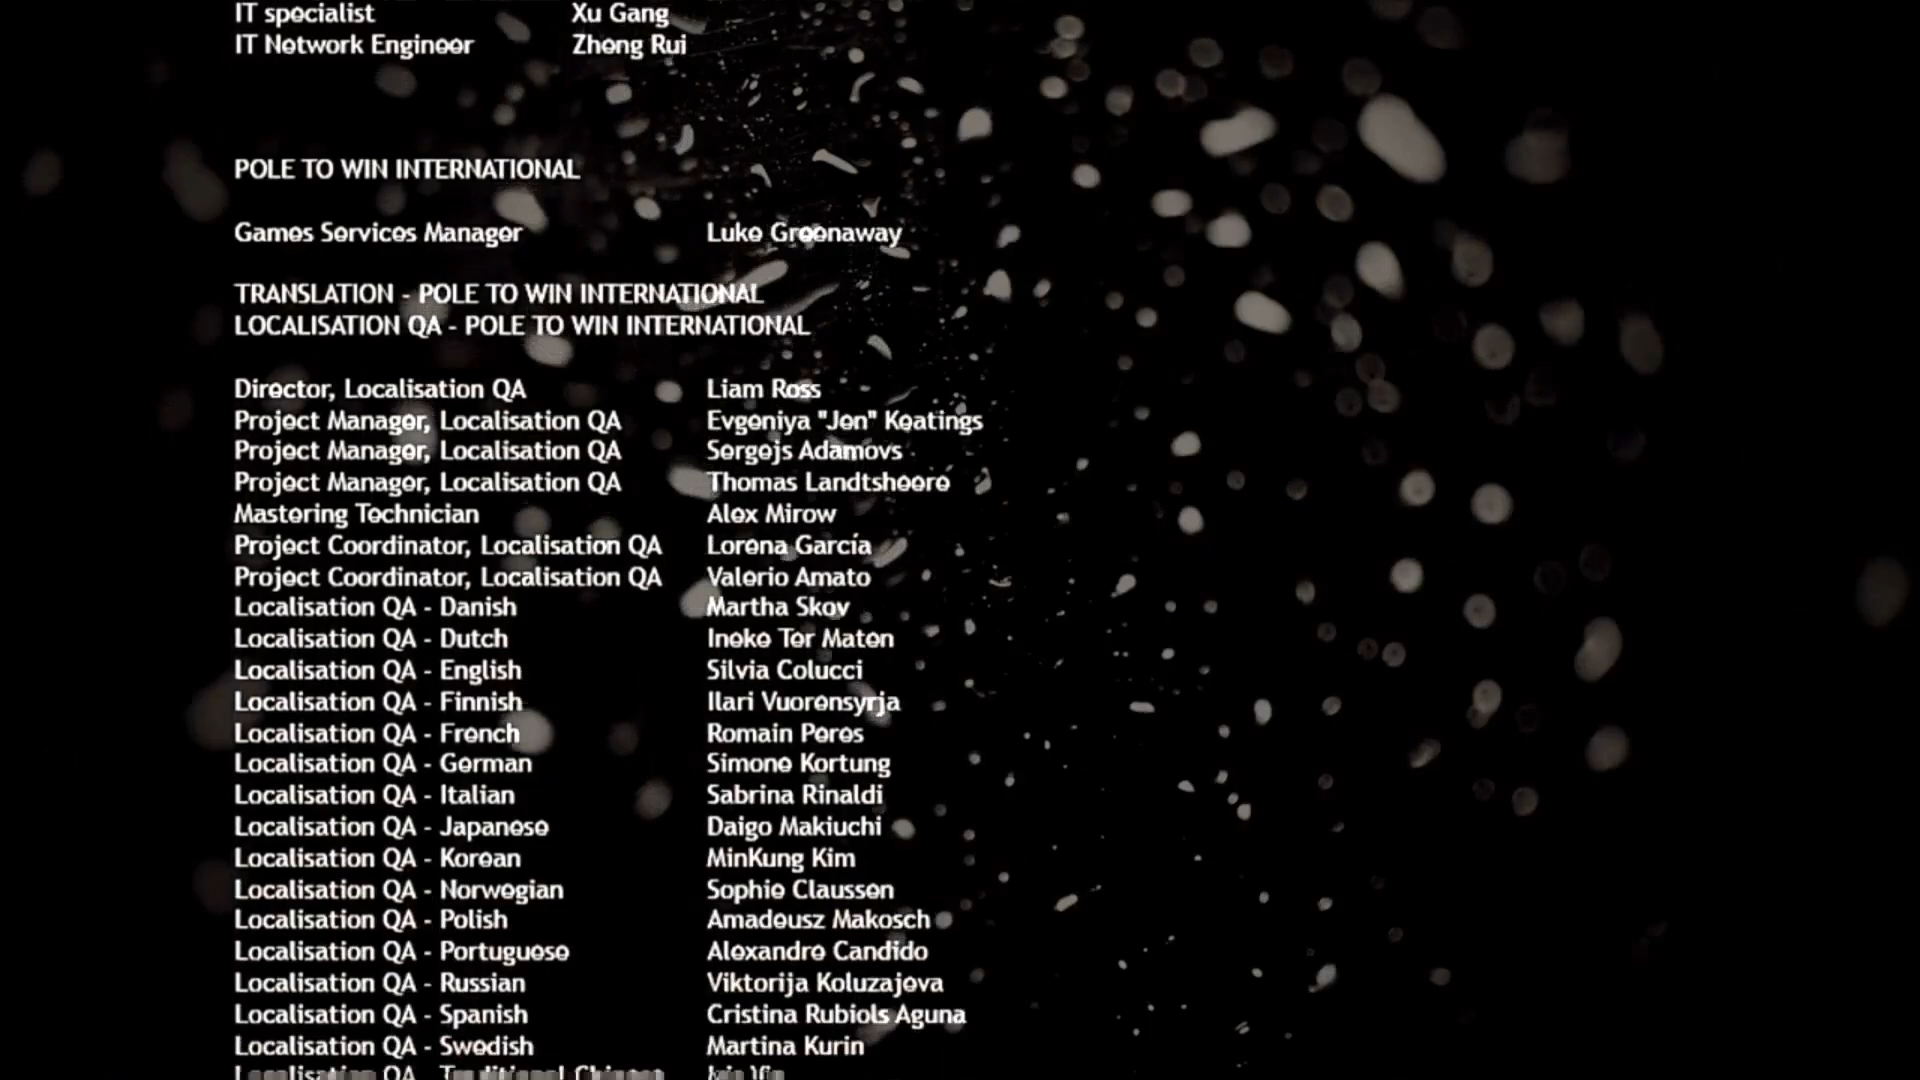 IT specialist Xu Gang
IT Network Engineer Zheng Rui
POLE TO WIN INTERNATIONAL
Games Services Manager Luke Greenaway
TRANSLATION - POLE TO WIN INTERNATIONAL
LOCALISATION QA - POLE TO WIN INTERNATIONAL
Director, Localisation QA Liam Ross
Project Manager, Localisation QA Evgeniya "Jen" Keatings
Project Manager, Localisation QA Sergejs Adamovs
Project Manager, Localisation QA Thomas Landtsheere
Mastering Technician Alex Mirow
Project Coordinator, Localisation QA Lorena García
Project Coordinator, Localisation QA Valerio Amato
Localisation QA - Danish Martha Skov
Localisation QA - Dutch Ineke Ter Maten
Localisation QA - English Silvia Colucci
Localisation QA - Finnish Ilari Vuorensyrja
Localisation QA - French Romain Peres
Localisation QA - German Simone Kortung
Localisation QA - Italian Sabrina Rinaldi
Localisation QA - Japanese Daigo Makiuchi
Localisation QA - Korean MinKung Kim
Localisation QA - Norwegian Sophie Claussen
Localisation QA - Polish Amadeusz Makosch
Localisation QA - Portuguese Alexandre Candido
Localisation QA - Russian Viktorija Koluzajeva
Localisation QA - Spanish Cristina Rubiols Aguna
Localisation QA - Swedish Martina Kurin
Localisation QA - Traditional Chinese